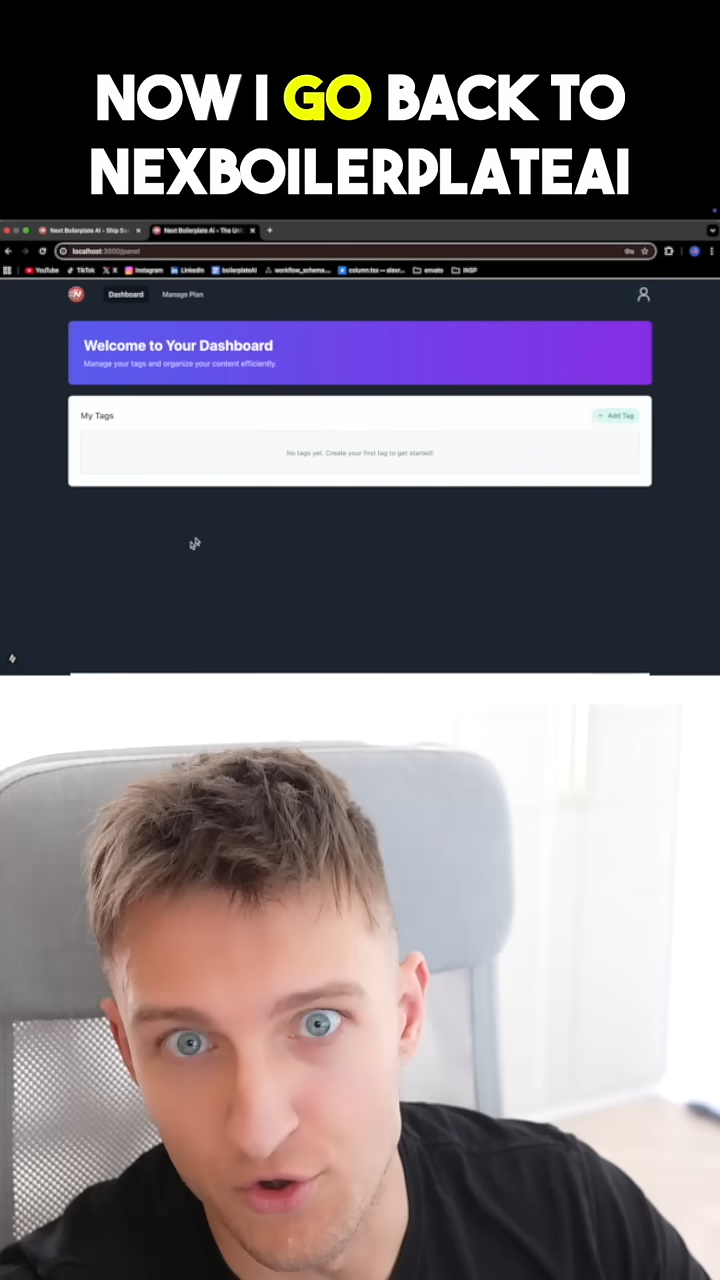 NOW I GO BACK TO
NEXBOILERPLATEAI
Next Boilerplate Ai - Ship Ea
Next Boilerplate Ai - The Ult
localhost:3000/panel
YouTube
TikTok
X
Instagram
LinkedIn
boilerplateAI
workflow_schema...
column.tsx — alexr...
envato
INSP
N
Dashboard
Manage Plan
Welcome to Your Dashboard
Manage your tags and organize your content efficiently.
My Tags
+ Add Tag
No tags yet. Create your first tag to get started!